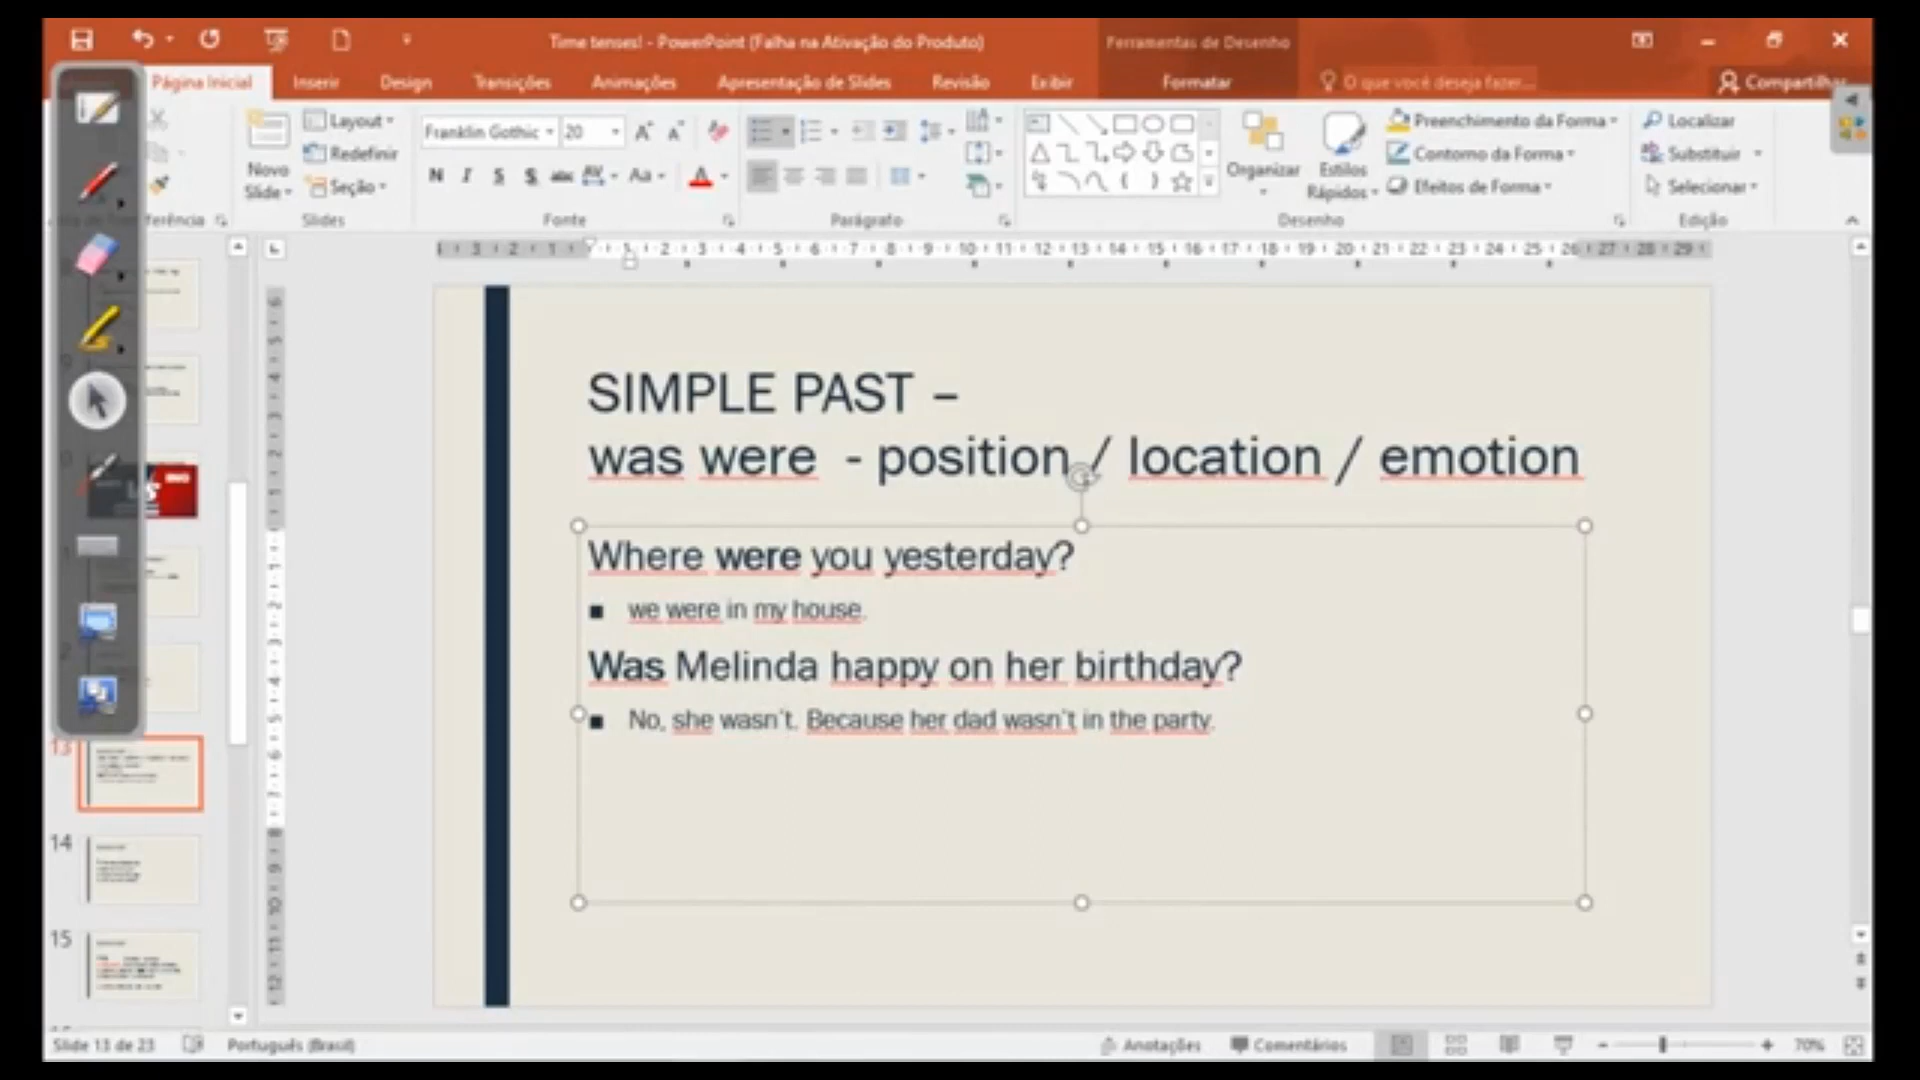 Time tenses! - PowerPoint (Falha na Ativação do Produto)
Ferramentas de Desenho
Página Inicial
Inserir
Design
Transições
Animações
Apresentação de Slides
Revisão
Exibir
Formatar
O que você deseja fazer...
Compartilhar
Layout
Redefinir
Seção
Novo
Slide
Franklin Gothic
20
N I S S abc AV Aa A
Organizar
Estilos
Rápidos
Preenchimento da Forma
Contorno da Forma
Efeitos de Forma
Localizar
Substituir
Selecionar
Slides
Fonte
Parágrafo
Desenho
Edição
SIMPLE PAST –
was were - position / location / emotion
Where were you yesterday?
we were in my house.
Was Melinda happy on her birthday?
No, she wasn't. Because her dad wasn't in the party.
13
14
15
Slide 13 de 23
Português (Brasil)
Anotações
Comentários
70%